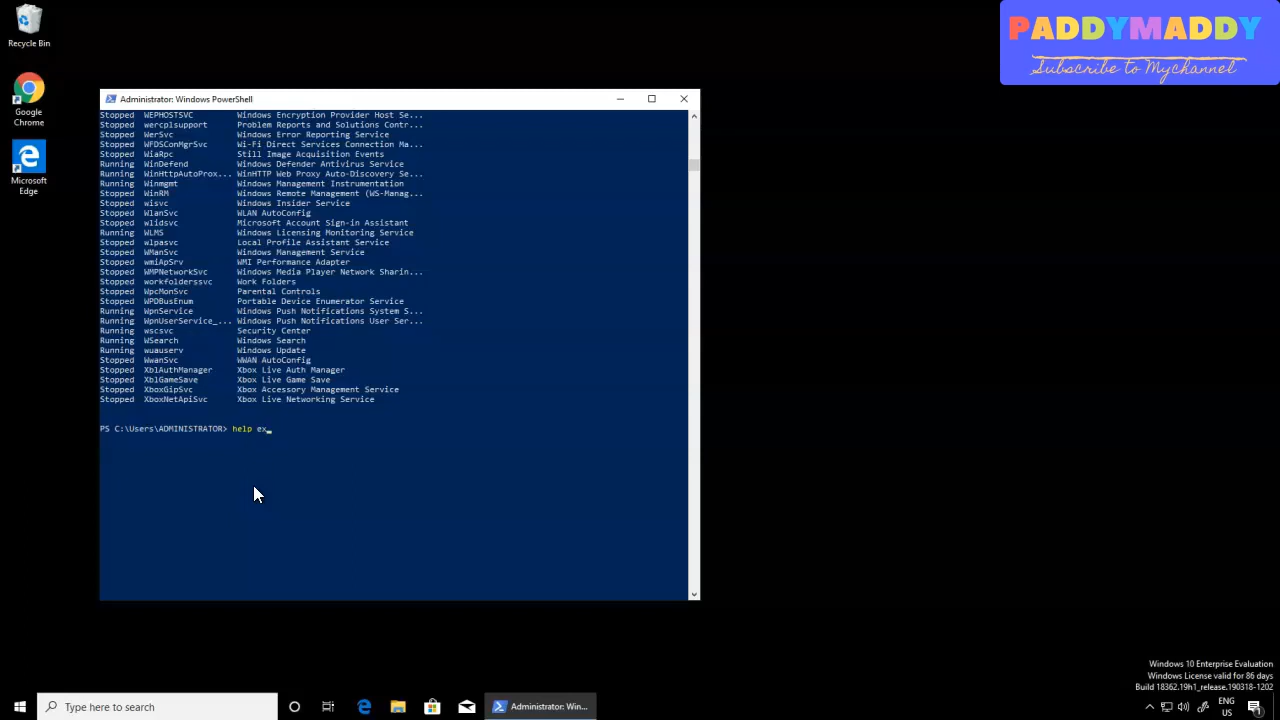 Recycle Bin
Google
Chrome
Microsoft
Edge
PADDYMADDY
Subscribe to Mychannel
Administrator: Windows PowerShell
Stopped WEPHOSTSVC Windows Encryption Provider Host Se...
Stopped wercplsupport Problem Reports and Solutions Contr...
Stopped WerSvc Windows Error Reporting Service
Stopped WFDSConMgrSvc Wi-Fi Direct Services Connection Ma...
Stopped WiaRpc Still Image Acquisition Events
Running WinDefend Windows Defender Antivirus Service
Running WinHttpAutoProx... WinHTTP Web Proxy Auto-Discovery Se...
Running Winmgmt Windows Management Instrumentation
Stopped WinRM Windows Remote Management (WS-Manag...
Stopped wisvc Windows Insider Service
Stopped WlanSvc WLAN AutoConfig
Stopped wlidsvc Microsoft Account Sign-in Assistant
Running WLMS Windows Licensing Monitoring Service
Stopped wlpasvc Local Profile Assistant Service
Stopped WManSvc Windows Management Service
Stopped wmiApSrv WMI Performance Adapter
Stopped WMPNetworkSvc Windows Media Player Network Sharin...
Stopped workfolderssvc Work Folders
Stopped WpcMonSvc Parental Controls
Stopped WPDBusEnum Portable Device Enumerator Service
Running WpnService Windows Push Notifications System S...
Running WpnUserService_... Windows Push Notifications User Ser...
Running wscsvc Security Center
Running WSearch Windows Search
Running wuauserv Windows Update
Stopped WwanSvc WWAN AutoConfig
Stopped XblAuthManager Xbox Live Auth Manager
Stopped XblGameSave Xbox Live Game Save
Stopped XboxGipSvc Xbox Accessory Management Service
Stopped XboxNetApiSvc Xbox Live Networking Service
PS C:\Users\ADMINISTRATOR> help ex_
Windows 10 Enterprise Evaluation
Windows License valid for 86 days
Build 18362.19h1_release.190318-1202
Type here to search
Administrator: Win...
ENG
US
1